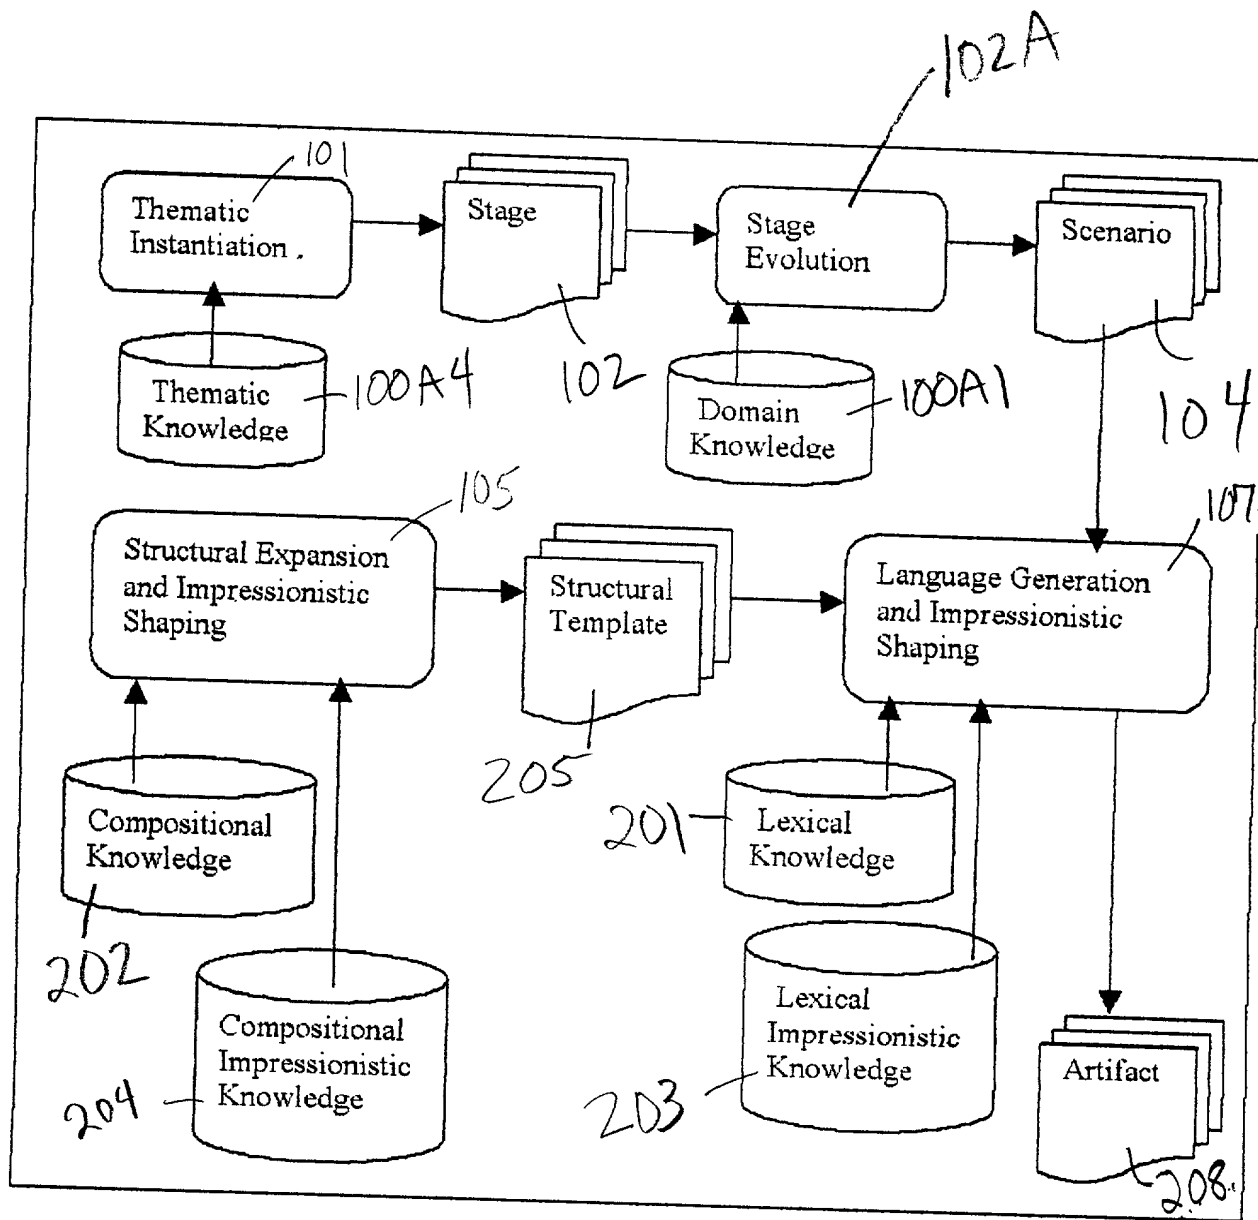 102A
101
Thematic
Instantiation.
Stage
Stage
Evolution
Scenario
102
104
Thematic
Knowledge
100A4
Domain
Knowledge
100A1
105
107
Structural Expansion
and Impressionistic
Shaping
Structural
Template
Language Generation
and Impressionistic
Shaping
205
201
Compositional
Knowledge
Lexical
Knowledge
202
Compositional
Impressionistic
Knowledge
204
Lexical
Impressionistic
Knowledge
203
Artifact
208